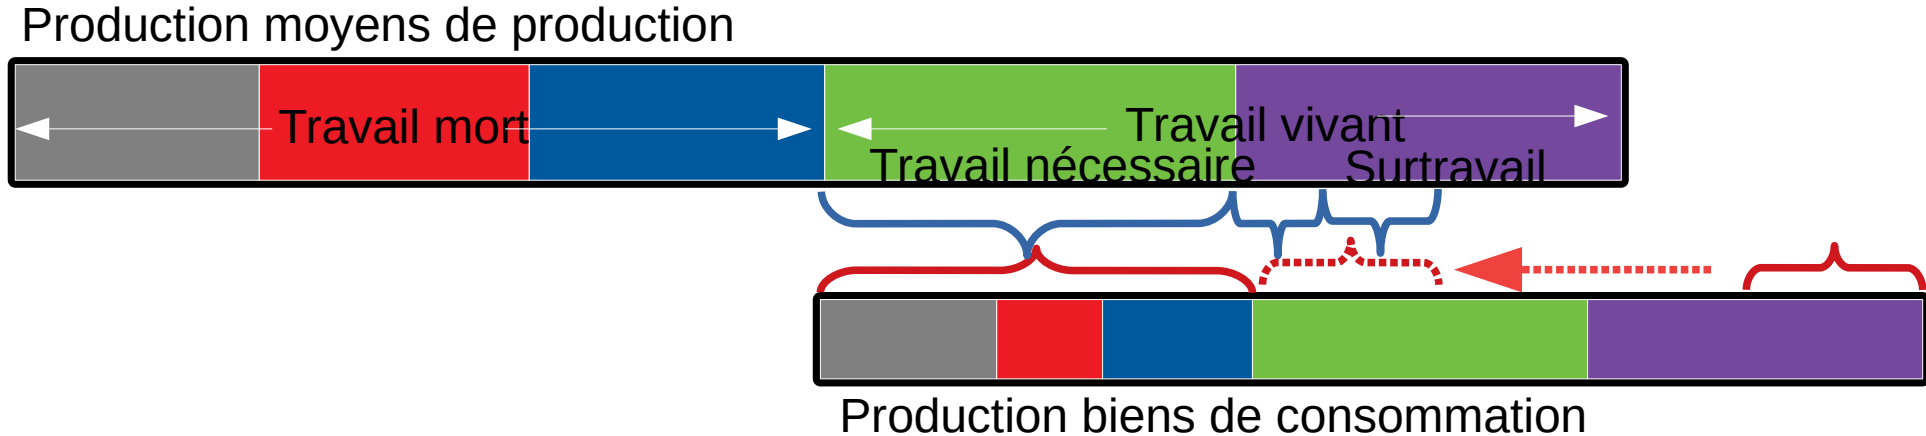 Production moyens de production
Travail mort
Travail vivant
Travail nécessaire
Surtravail
Production biens de consommation